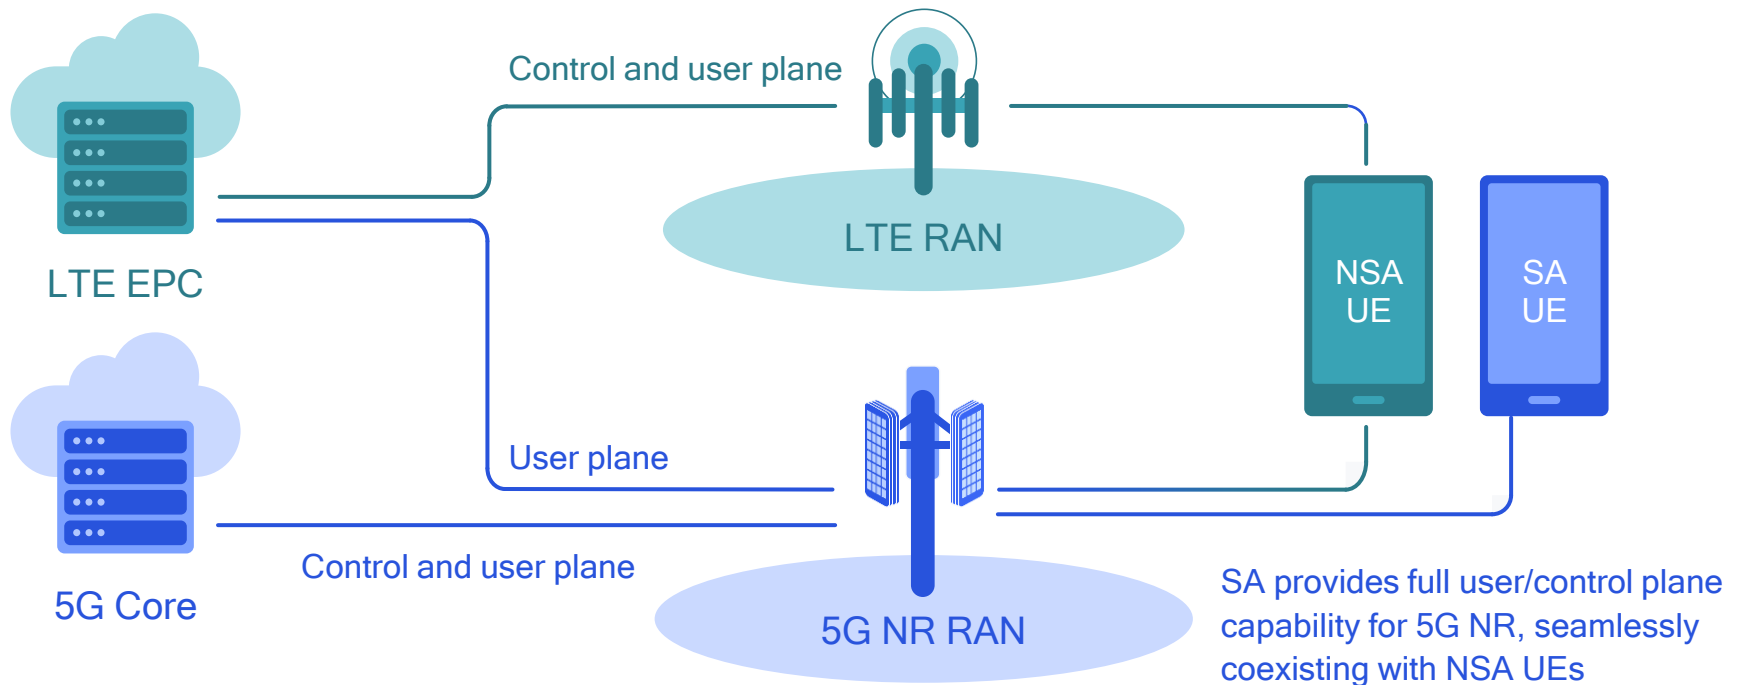 Control and user plane
LTE RAN
LTE EPC
NSA
UE
SA
UE
User plane
Control and user plane
5G Core
5G NR RAN
SA provides full user/control plane
capability for 5G NR, seamlessly
coexisting with NSA UEs